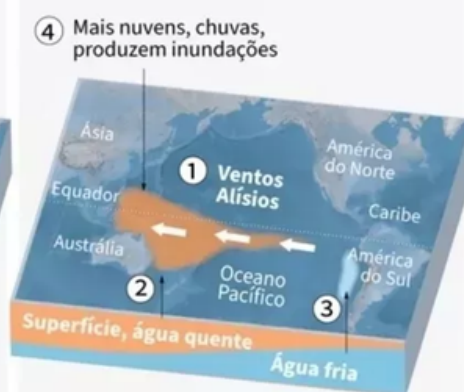 4 Mais nuvens, chuvas,
produzem inundações
Ásia
América
do Norte
1 Ventos
Alísios
Equador
Caribe
Austrália
América
do Sul
2
Oceano
Pacífico
3
Superfície, água quente
Água fria